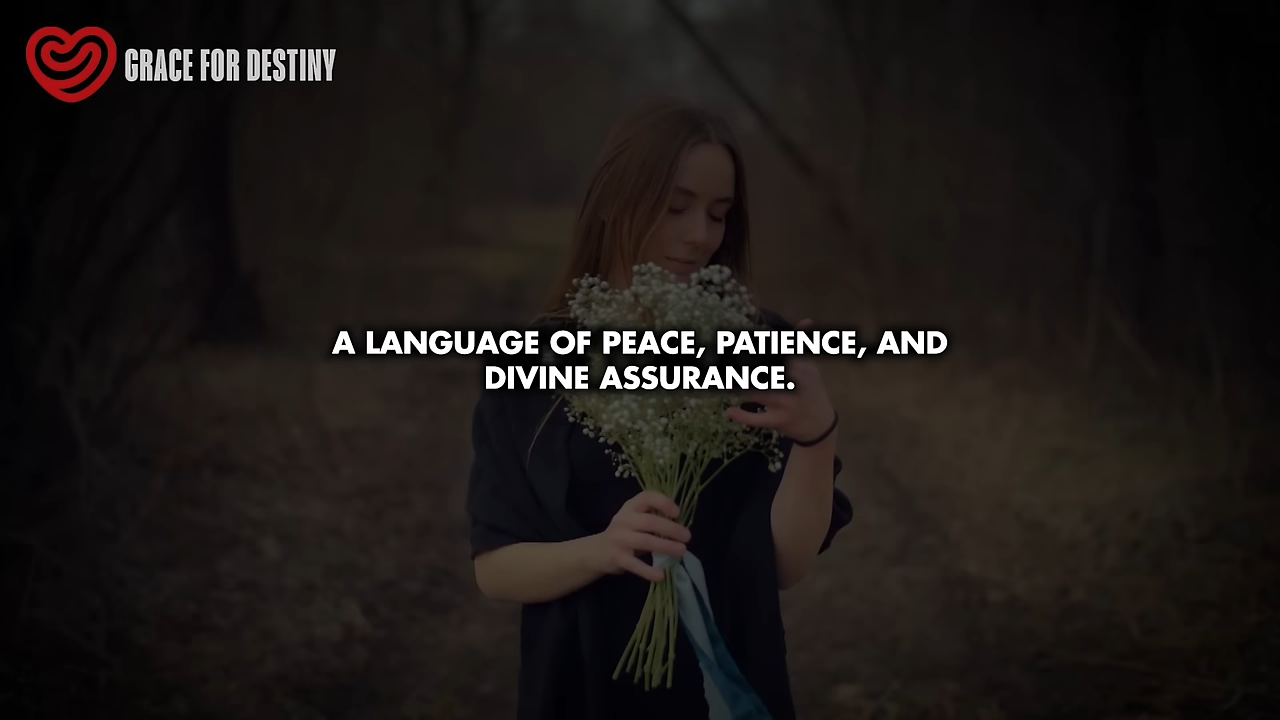 GRACE FOR DESTINY
A LANGUAGE OF PEACE, PATIENCE, AND
DIVINE ASSURANCE.